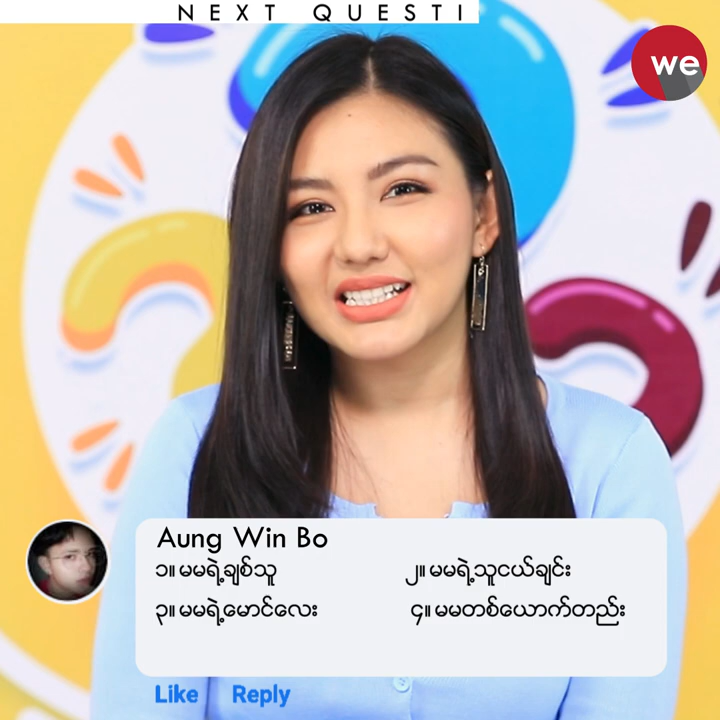 NEXT QUESTI
we
Aung Win Bo
၁။ မမရဲ့ချစ်သူ ၂။ မမရဲ့သူငယ်ချင်း
၃။ မမရဲ့မောင်လေး ၄။ မမတစ်ယောက်တည်း
Like Reply